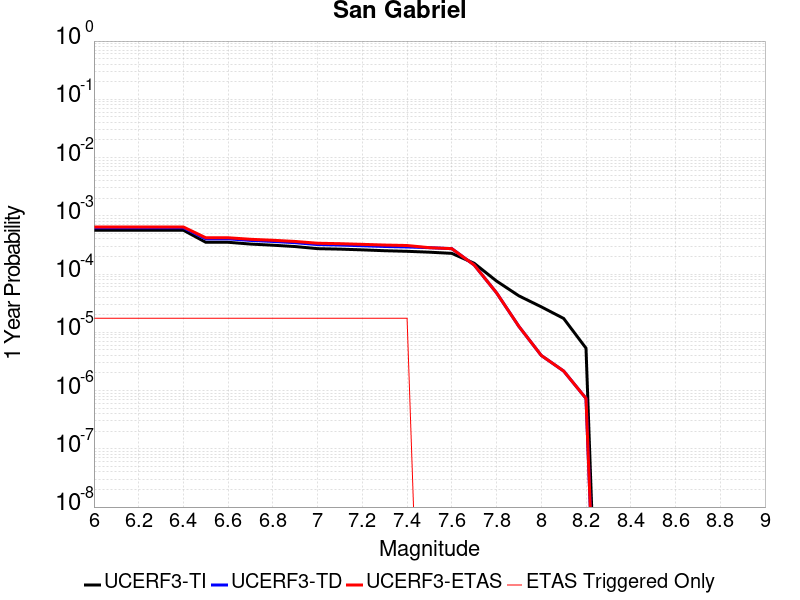 San Gabriel
10^0
10^-1
10^-2
10^-3
10^-4
10^-5
10^-6
10^-7
10^-8
1 Year Probability
6 6.2 6.4 6.6 6.8 7 7.2 7.4 7.6 7.8 8 8.2 8.4 8.6 8.8 9
Magnitude
UCERF3-TI UCERF3-TD UCERF3-ETAS ETAS Triggered Only